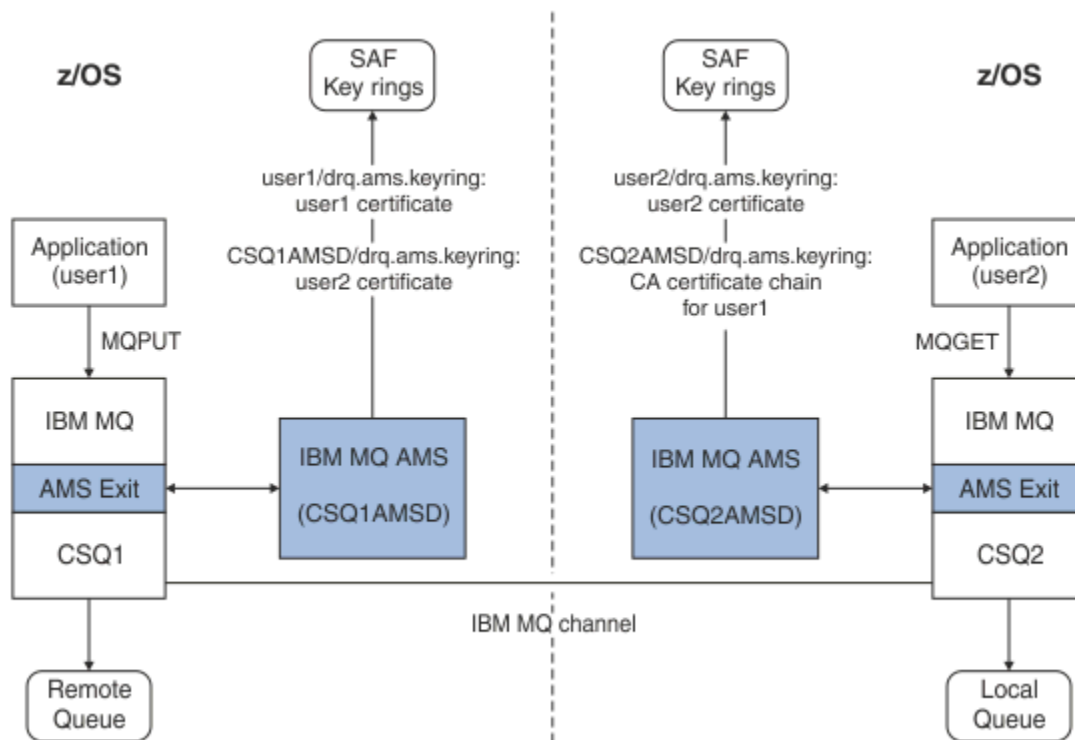 z/OS
SAF
Key rings
user1/drq.ams.keyring:
user1 certificate
CSQ1AMSD/drq.ams.keyring:
user2 certificate
Application
(user1)
MQPUT
IBM MQ
AMS Exit
CSQ1
IBM MQ AMS
(CSQ1AMSD)
Remote
Queue
IBM MQ channel
SAF
Key rings
z/OS
user2/drq.ams.keyring:
user2 certificate
CSQ2AMSD/drq.ams.keyring:
CA certificate chain
for user1
Application
(user2)
MQGET
IBM MQ AMS
(CSQ2AMSD)
IBM MQ
AMS Exit
CSQ2
Local
Queue